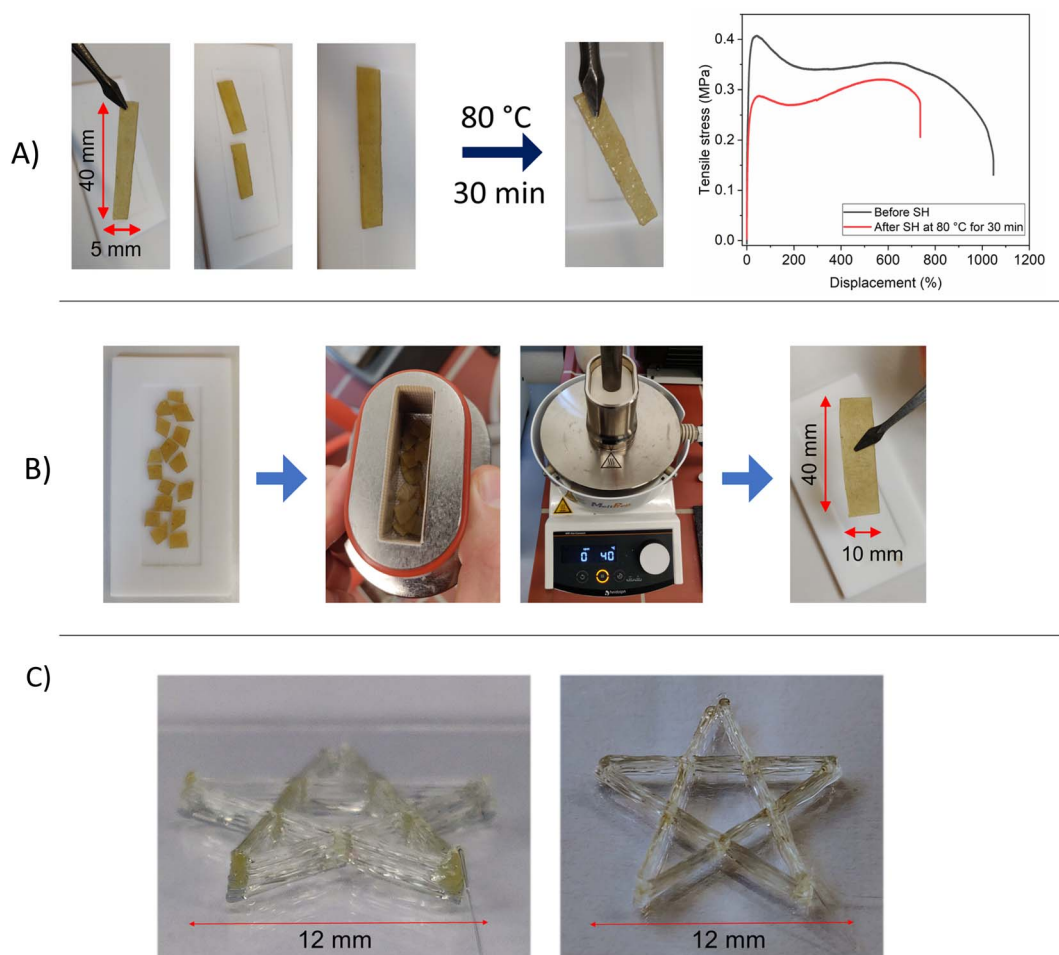 A)
40 mm
5 mm
80 °C
30 min
Tensile stress (MPa)
0.4
0.3
0.2
0.1
0.0
Before SH
After SH at 80 °C for 30 min
0 200 400 600 800 1000 1200
Displacement (%)
B)
0 40
40 mm
10 mm
C)
12 mm
12 mm